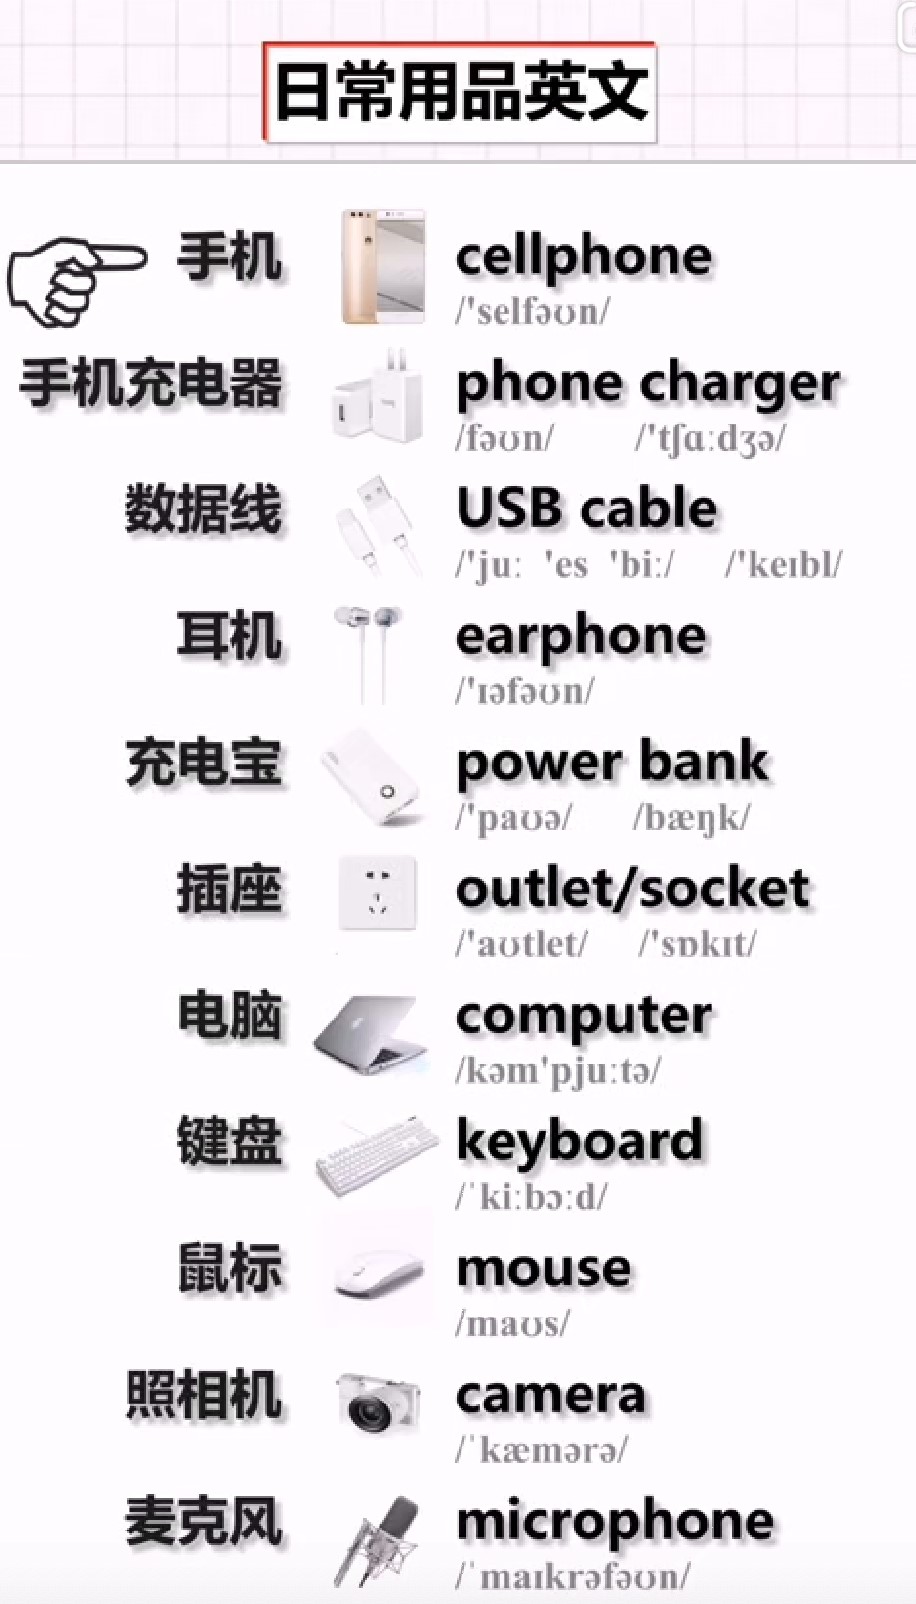 日常用品英文
手机 cellphone
/'selfəʊn/
手机充电器 phone charger
/fəʊn/ /'tʃɑːdʒə/
数据线 USB cable
/'juː 'es 'biː/ /'keɪbl/
耳机 earphone
/'ɪəfəʊn/
充电宝 power bank
/'paʊə/ /bæŋk/
插座 outlet/socket
/'aʊtlet/ /'sɒkɪt/
电脑 computer
/kəm'pjuːtə/
键盘 keyboard
/ˈkiːbɔːd/
鼠标 mouse
/maʊs/
照相机 camera
/ˈkæmərə/
麦克风 microphone
/ˈmaɪkrəfəʊn/